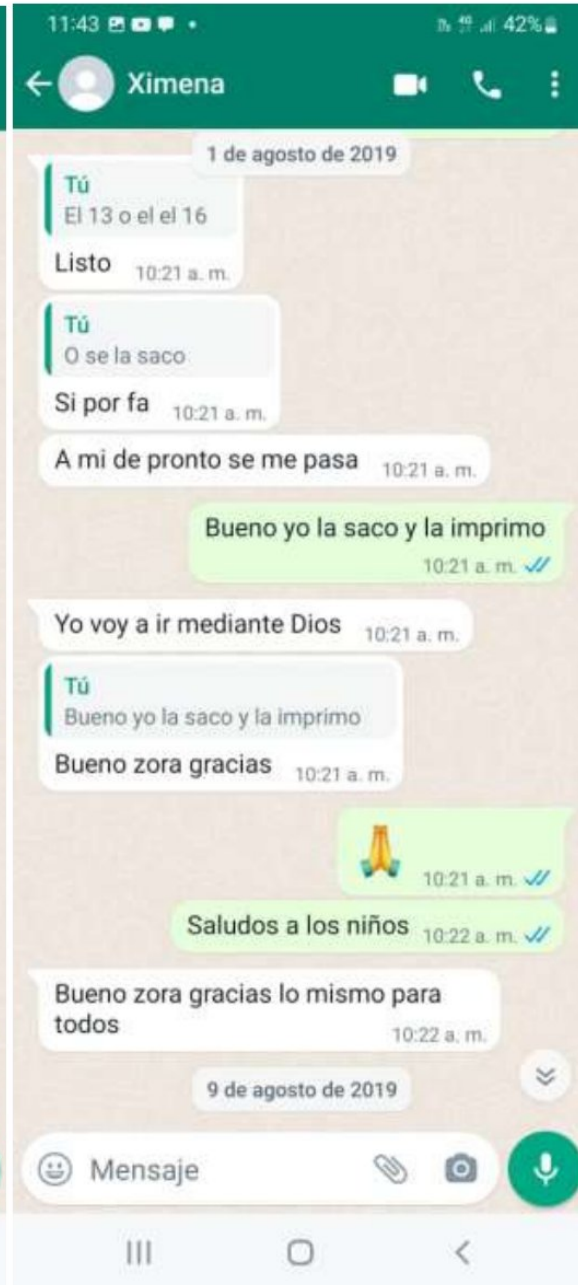 11:43
42%
Ximena
1 de agosto de 2019
Tú
El 13 o el el 16
Listo 10:21 a. m.
Tú
O se la saco
Si por fa 10:21 a. m.
A mi de pronto se me pasa 10:21 a. m.
Bueno yo la saco y la imprimo
10:21 a. m.
Yo voy a ir mediante Dios 10:21 a. m.
Tú
Bueno yo la saco y la imprimo
Bueno zora gracias 10:21 a. m.
10:21 a. m.
Saludos a los niños 10:22 a. m.
Bueno zora gracias lo mismo para
todos 10:22 a. m.
9 de agosto de 2019
Mensaje